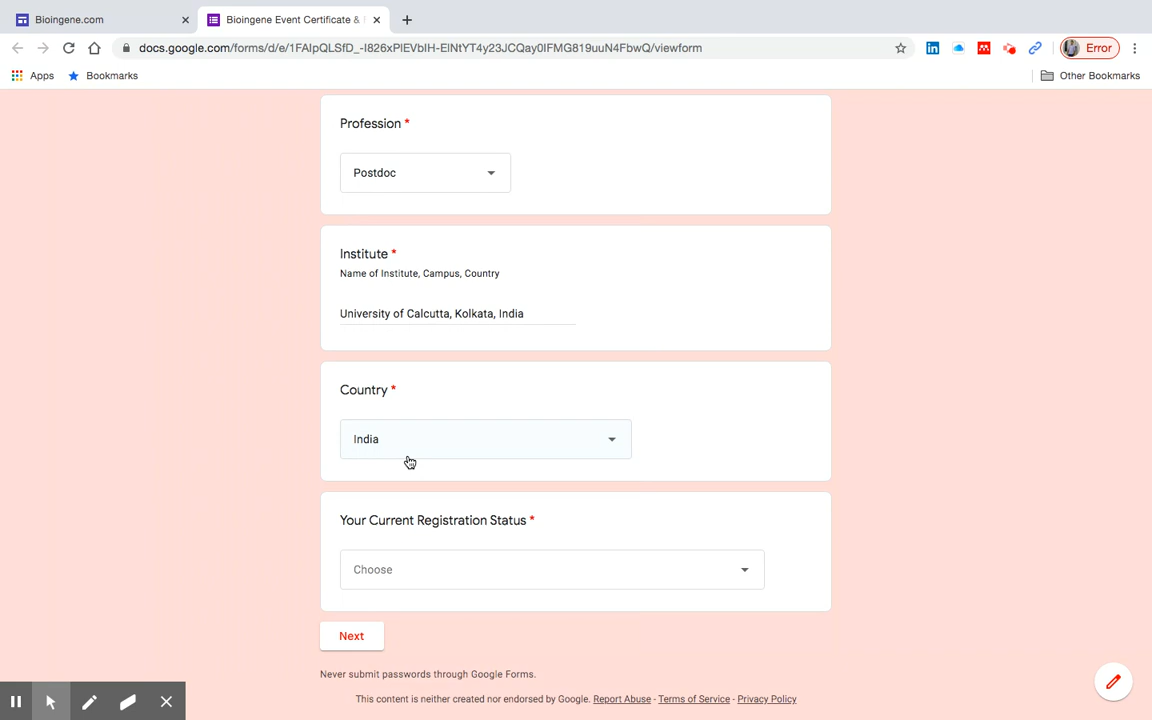 Bioingene.com
Bioingene Event Certificate &
docs.google.com/forms/d/e/1FAIpQLSfD_-I826xPlEVbIH-ElNtYT4y23JCQay0IFMG819uuN4FbwQ/viewform
Error
Apps
Bookmarks
Other Bookmarks
Profession *
Postdoc
Institute *
Name of Institute, Campus, Country
University of Calcutta, Kolkata, India
Country *
India
Your Current Registration Status *
Choose
Next
Never submit passwords through Google Forms.
This content is neither created nor endorsed by Google. Report Abuse - Terms of Service - Privacy Policy